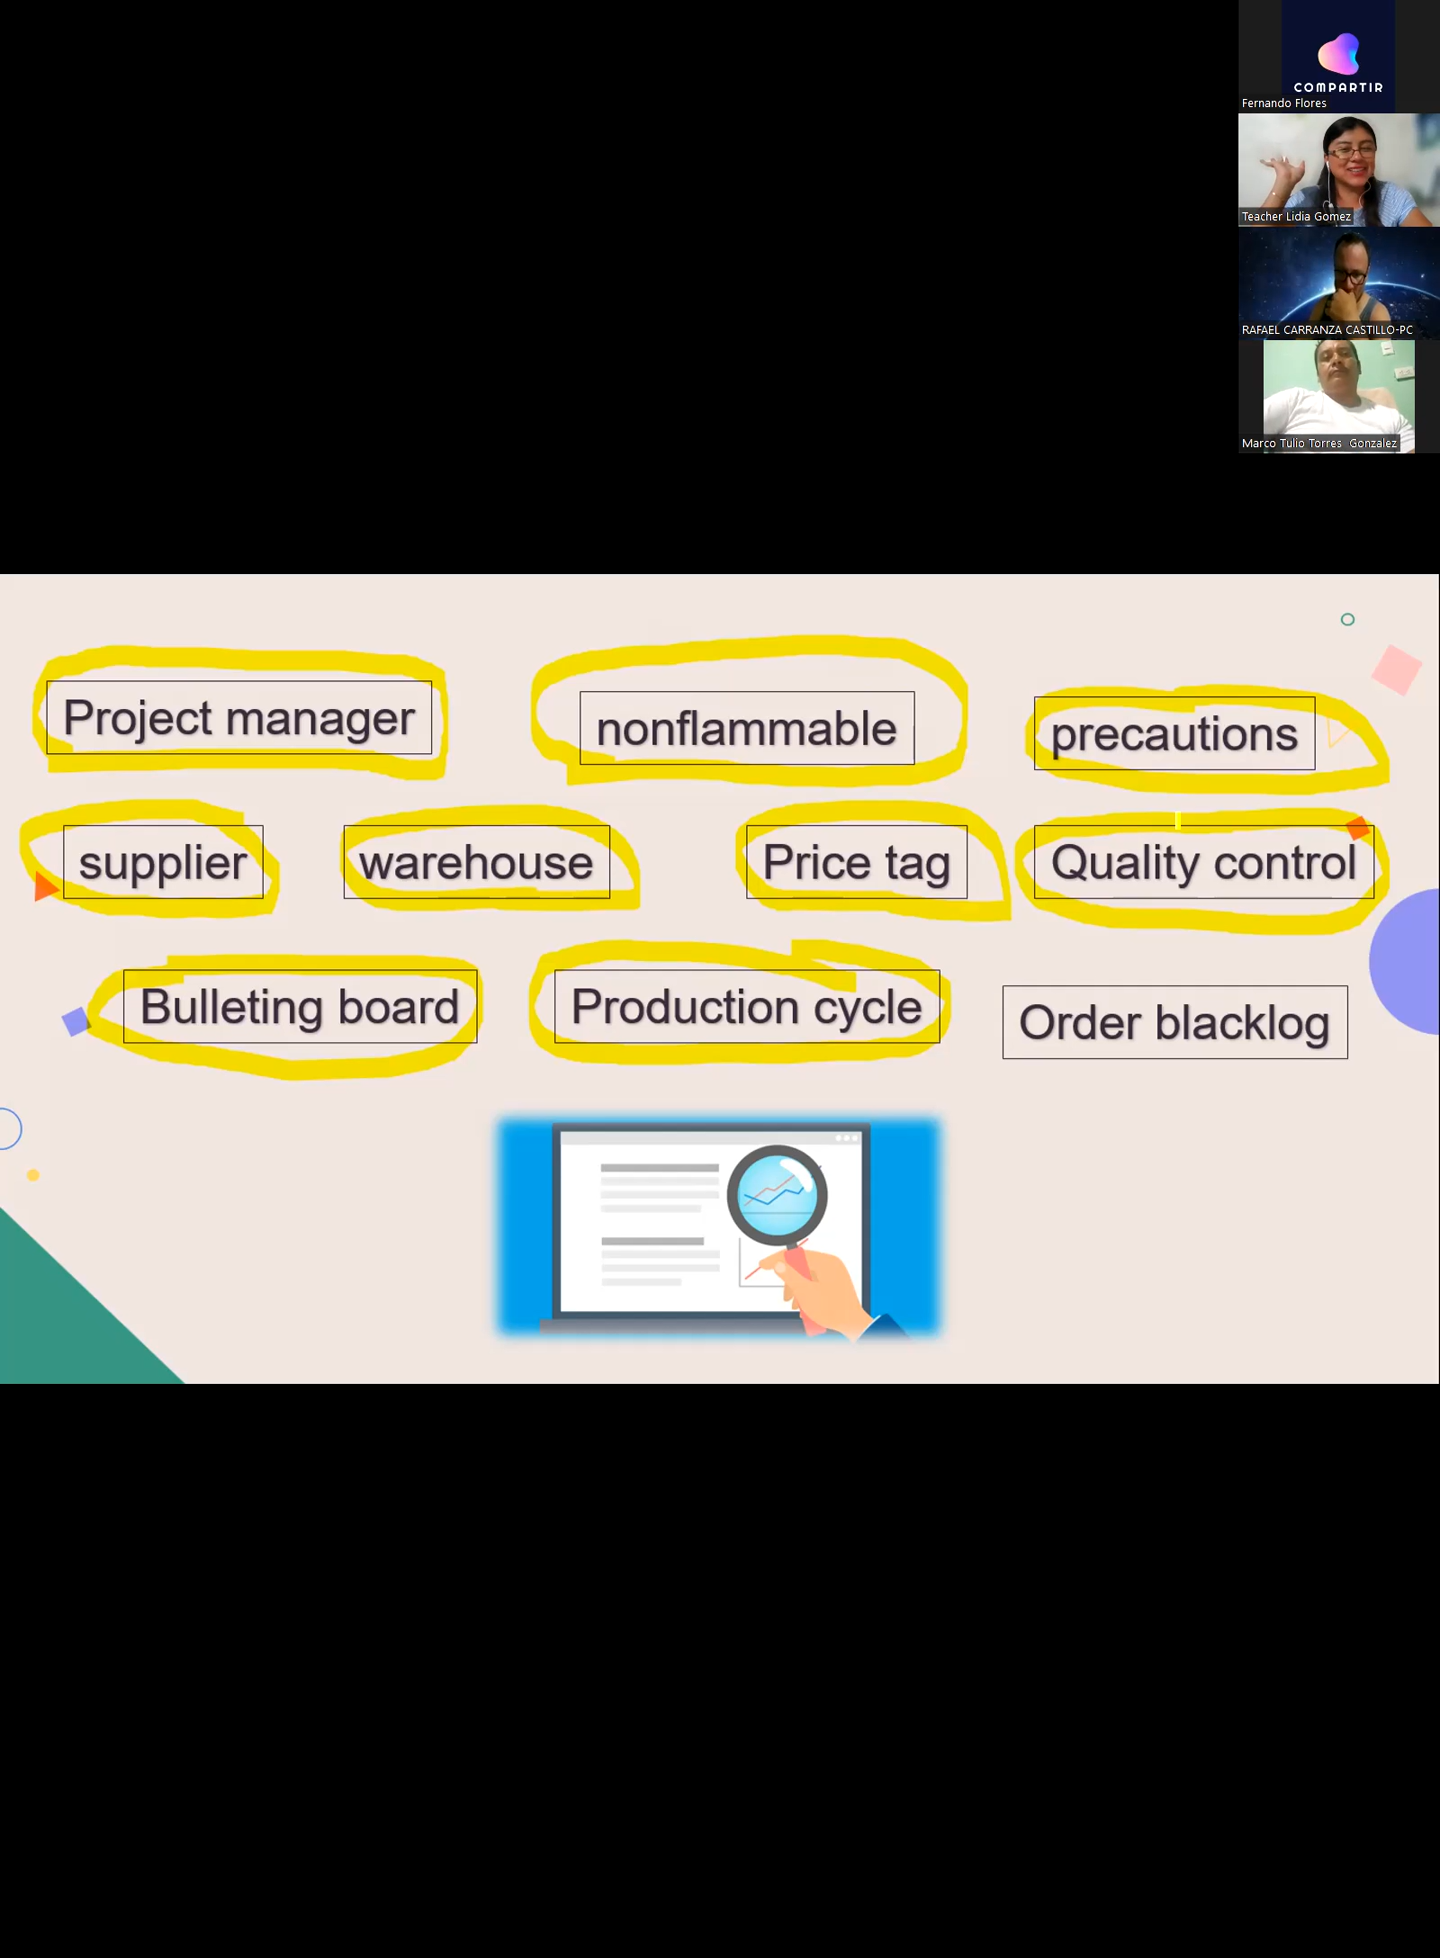 COMPARTIR
Fernando Flores
Teacher Lidia Gomez
RAFAEL CARRANZA CASTILLO-PC
Marco Tulio Torres Gonzalez
Project manager
nonflammable
precautions
supplier
warehouse
Price tag
Quality control
Bulleting board
Production cycle
Order blacklog